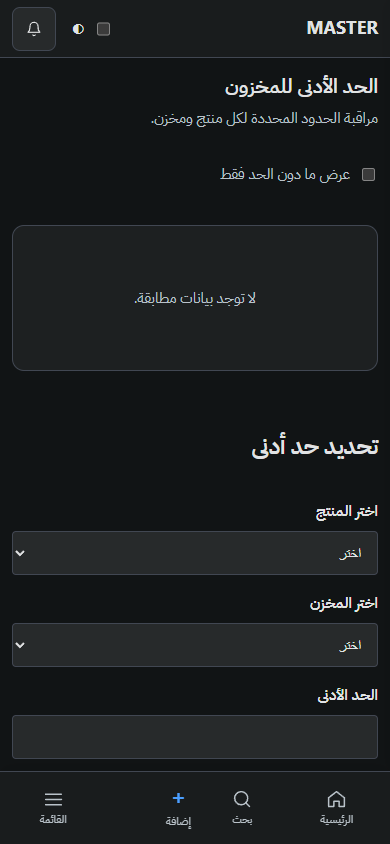 MASTER
الحد الأدنى للمخزون
مراقبة الحدود المحددة لكل منتج ومخزن.
عرض ما دون الحد فقط
لا توجد بيانات مطابقة.
تحديد حد أدنى
اختر المنتج
اختر
اختر المخزن
اختر
الحد الأدنى
الرئيسية
بحث
إضافة
القائمة